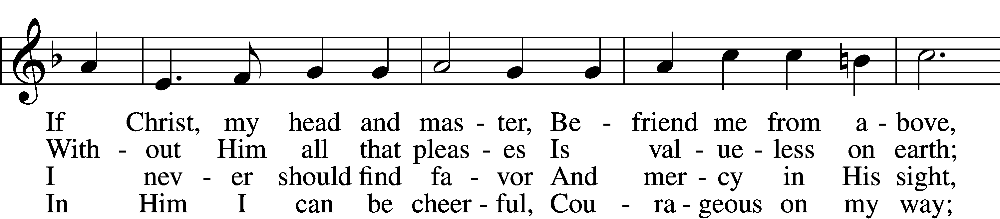 If Christ, my head and mas - ter, Be - friend me from a - bove,
With - out Him all that pleas - es Is val - ue - less on earth;
I nev - er should find fa - vor And mer - cy in His sight,
In Him I can be cheer - ful, Cou - ra - geous on my way;